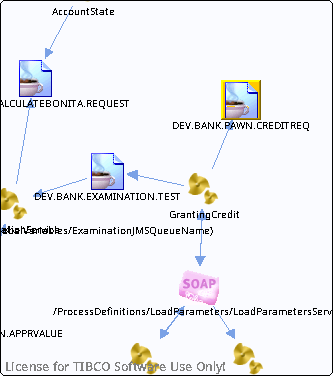 AccountState
ALCULATEBONITA.REQUEST
DEV.BANK.PAWN.CREDITREQ
DEV.BANK.EXAMINATION.TEST
GrantingCredit
ExaminationJMSQueueName)
SOAP
/ProcessDefinitions/LoadParameters/LoadParametersServ
N.APPRVALUE
License for TIBCO Software Use Only!